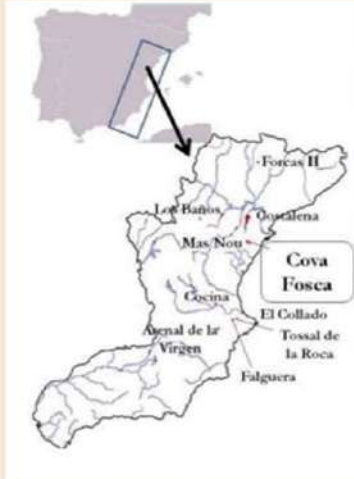 Forcas II
Los Baños
Costalena
Mas Nou
Cova
Fosca
Cocina
El Collado
Arenal de la
Virgen
Tossal de
la Roca
Falguera